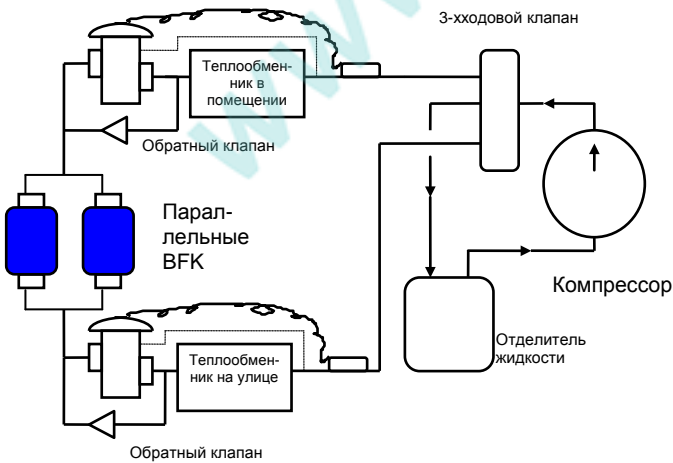 3-хходовой клапан
Теплообмен-
ник в
помещении
Обратный клапан
Парал-
лельные
BFK
Компрессор
Отделитель
жидкости
Теплообмен-
ник на улице
Обратный клапан
www